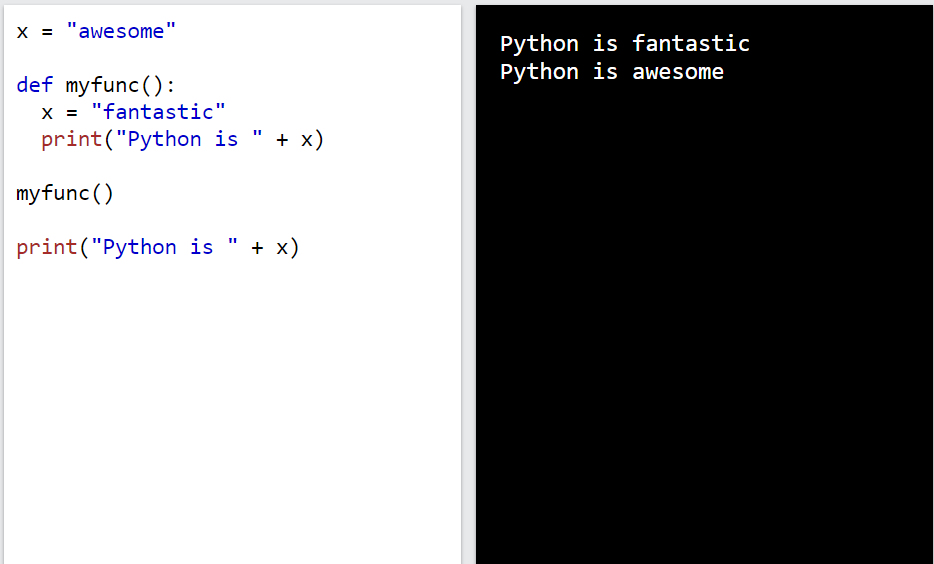 x = "awesome"
def myfunc():
  x = "fantastic"
  print("Python is " + x)
myfunc()
print("Python is " + x)
Python is fantastic
Python is awesome